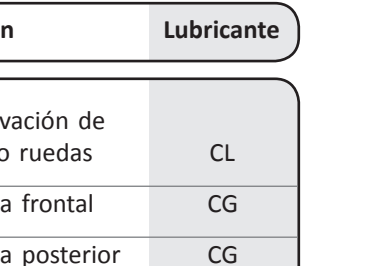 n Lubricante
vación de
o ruedas CL
a frontal CG
a posterior CG